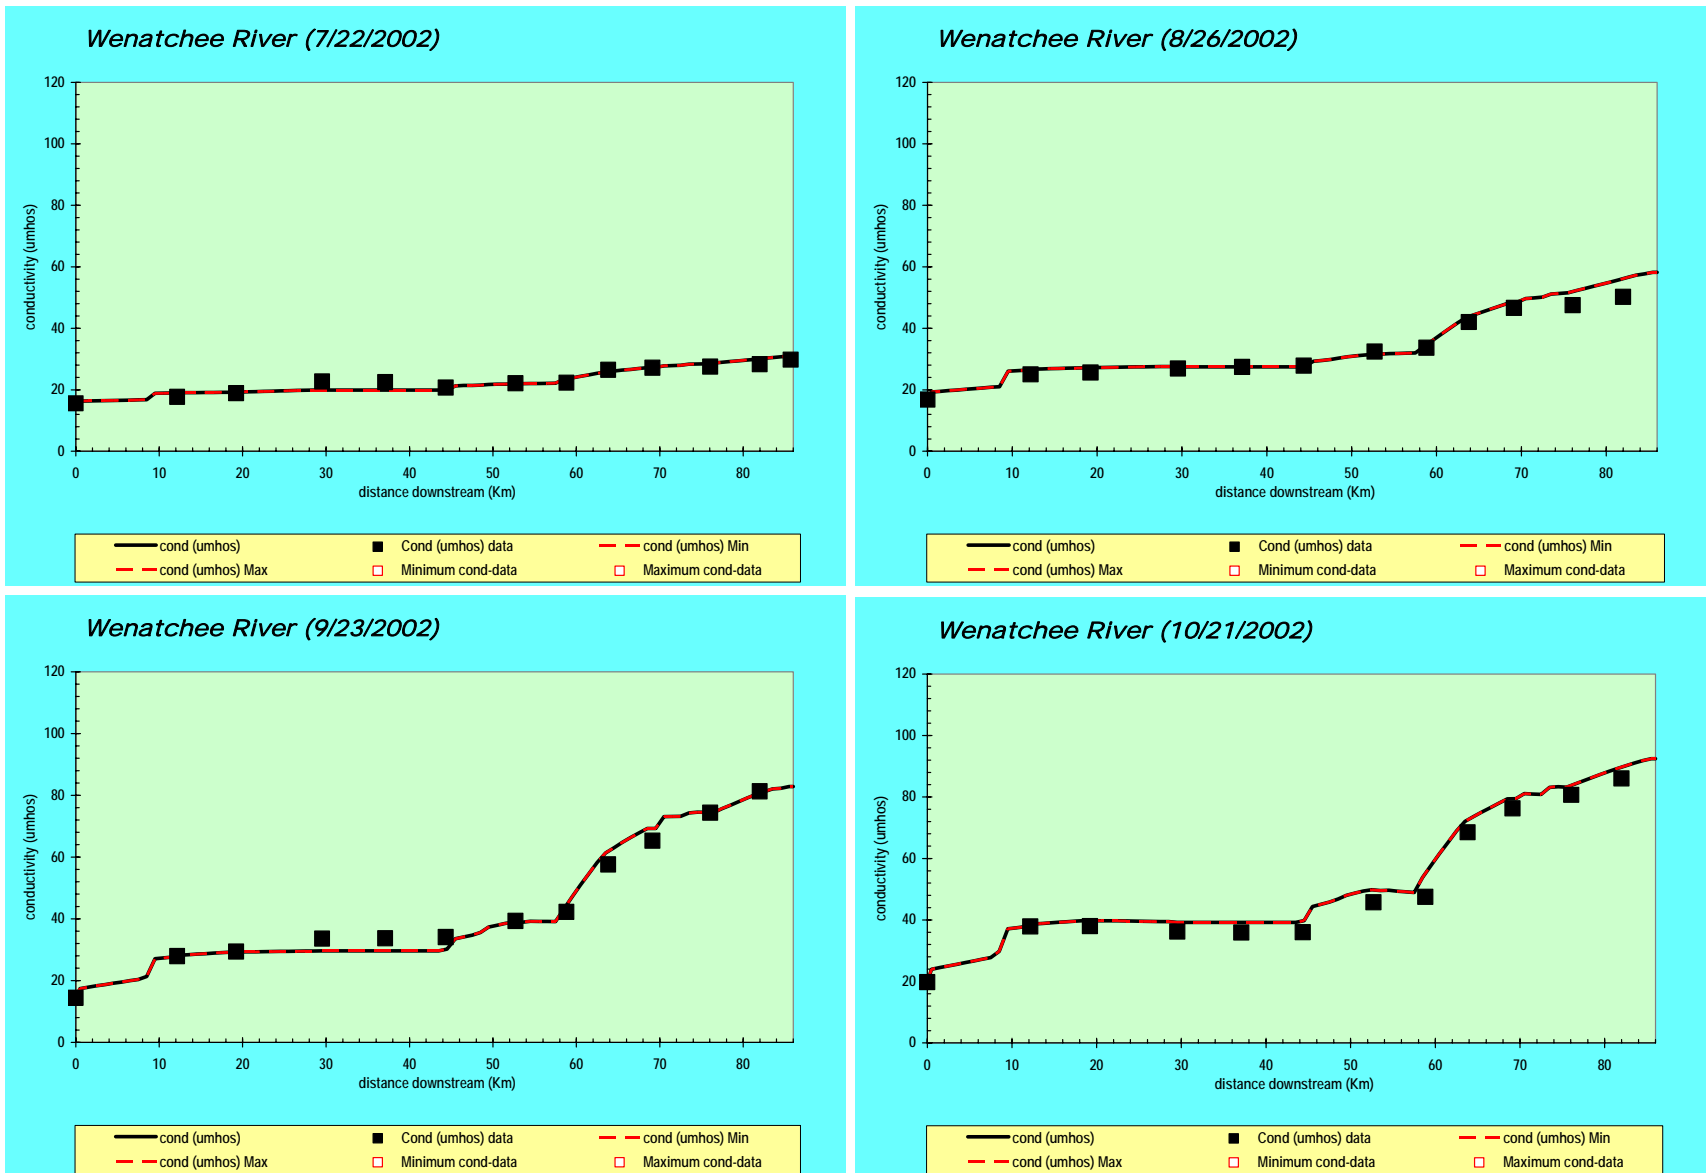 Wenatchee River (7/22/2002)
120
100
80
60
40
20
0
conductivity (umhos)
0 10 20 30 40 50 60 70 80
distance downstream (Km)
cond (umhos) Cond (umhos) data cond (umhos) Min
cond (umhos) Max Minimum cond-data Maximum cond-data
Wenatchee River (8/26/2002)
120
100
80
60
40
20
0
conductivity (umhos)
0 10 20 30 40 50 60 70 80
distance downstream (Km)
cond (umhos) Cond (umhos) data cond (umhos) Min
cond (umhos) Max Minimum cond-data Maximum cond-data
Wenatchee River (9/23/2002)
120
100
80
60
40
20
0
conductivity (umhos)
0 10 20 30 40 50 60 70 80
distance downstream (Km)
cond (umhos) Cond (umhos) data cond (umhos) Min
cond (umhos) Max Minimum cond-data Maximum cond-data
Wenatchee River (10/21/2002)
120
100
80
60
40
20
0
conductivity (umhos)
0 10 20 30 40 50 60 70 80
distance downstream (Km)
cond (umhos) Cond (umhos) data cond (umhos) Min
cond (umhos) Max Minimum cond-data Maximum cond-data